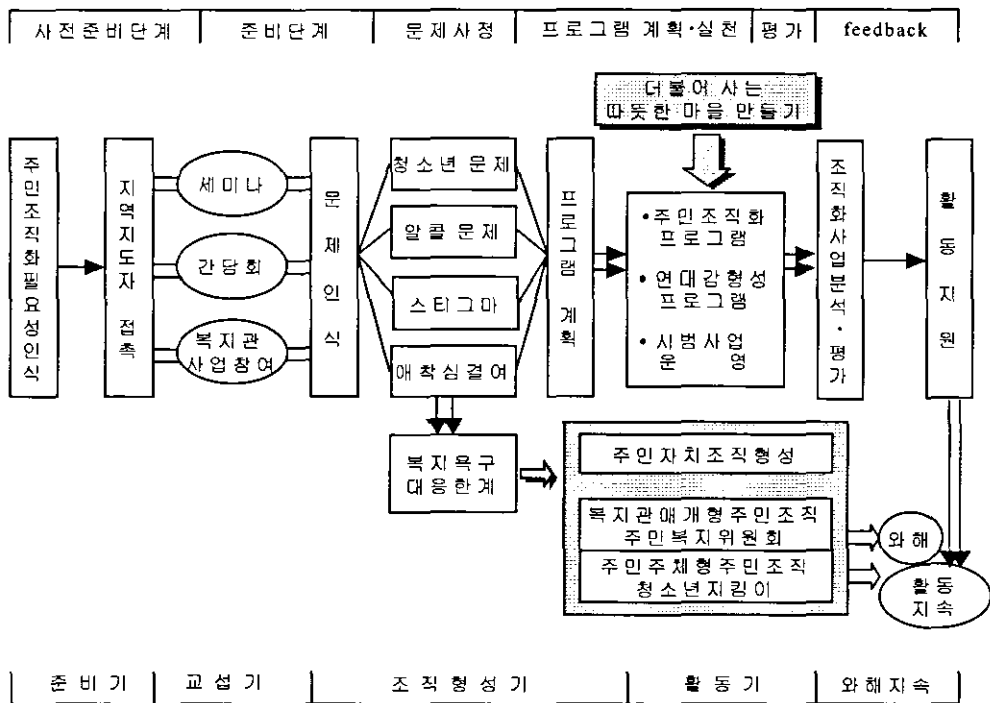 사전준비단계 준비단계 문제사정 프로그램 계획·실천 평가 feedback
더불어 사는
따뜻한 마을 만들기
주민조직화필요성인식
지역지도자 접촉
세미나
간담회
복지관
사업참여
문제인식
청소년 문제
알콜 문제
스티그마
애착심결여
프로그램 계획
•주민조직화
프로그램
•연대감형성
프로그램
•시범사업
운영
조직화사업분석·평가
활동지원
복지욕구
대응한계
주민자치조직형성
복지관매개형주민조직
주민복지위원회
주민주체형주민조직
청소년지킴이
와해
활동
지속
준비기 교섭기 조직형성기 활동기 와해지속